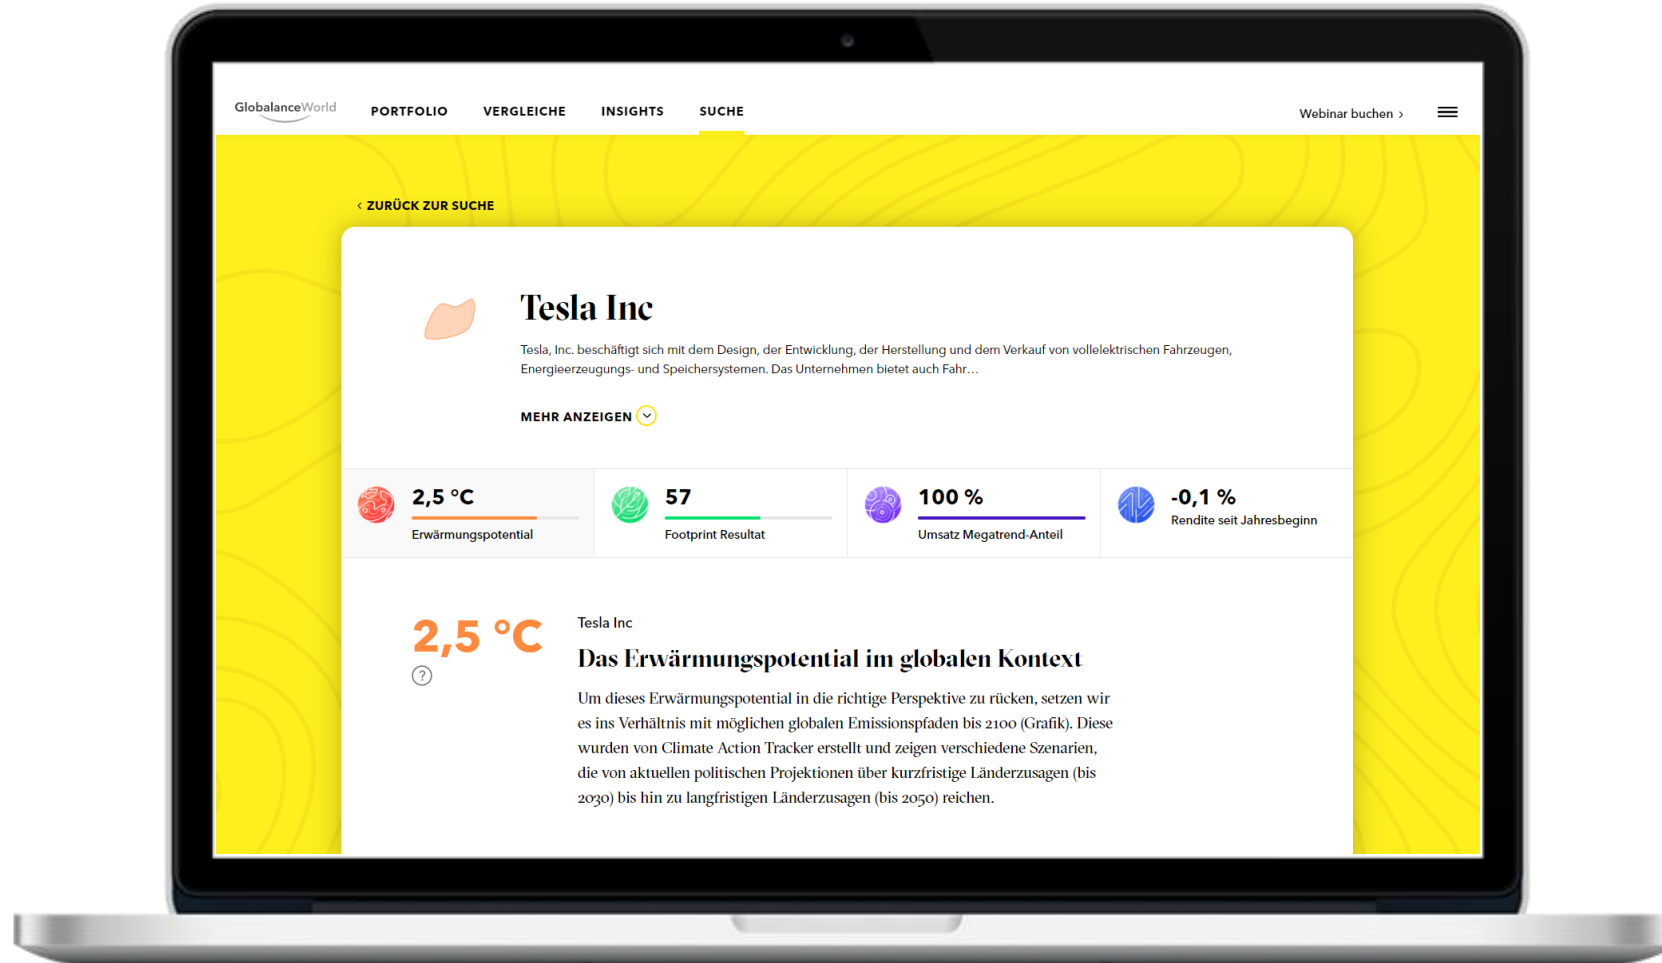 GlobalanceWorld
PORTFOLIO
VERGLEICHE
INSIGHTS
SUCHE
Webinar buchen ›
‹ ZURÜCK ZUR SUCHE
Tesla Inc
Tesla, Inc. beschäftigt sich mit dem Design, der Entwicklung, der Herstellung und dem Verkauf von vollelektrischen Fahrzeugen,
Energieerzeugungs- und Speichersystemen. Das Unternehmen bietet auch Fahr...
MEHR ANZEIGEN
2,5 °C
Erwärmungspotential
57
Footprint Resultat
100 %
Umsatz Megatrend-Anteil
-0,1 %
Rendite seit Jahresbeginn
2,5 °C
?
Tesla Inc
Das Erwärmungspotential im globalen Kontext
Um dieses Erwärmungspotential in die richtige Perspektive zu rücken, setzen wir
es ins Verhältnis mit möglichen globalen Emissionspfaden bis 2100 (Grafik). Diese
wurden von Climate Action Tracker erstellt und zeigen verschiedene Szenarien,
die von aktuellen politischen Projektionen über kurzfristige Länderzusagen (bis
2030) bis hin zu langfristigen Länderzusagen (bis 2050) reichen.